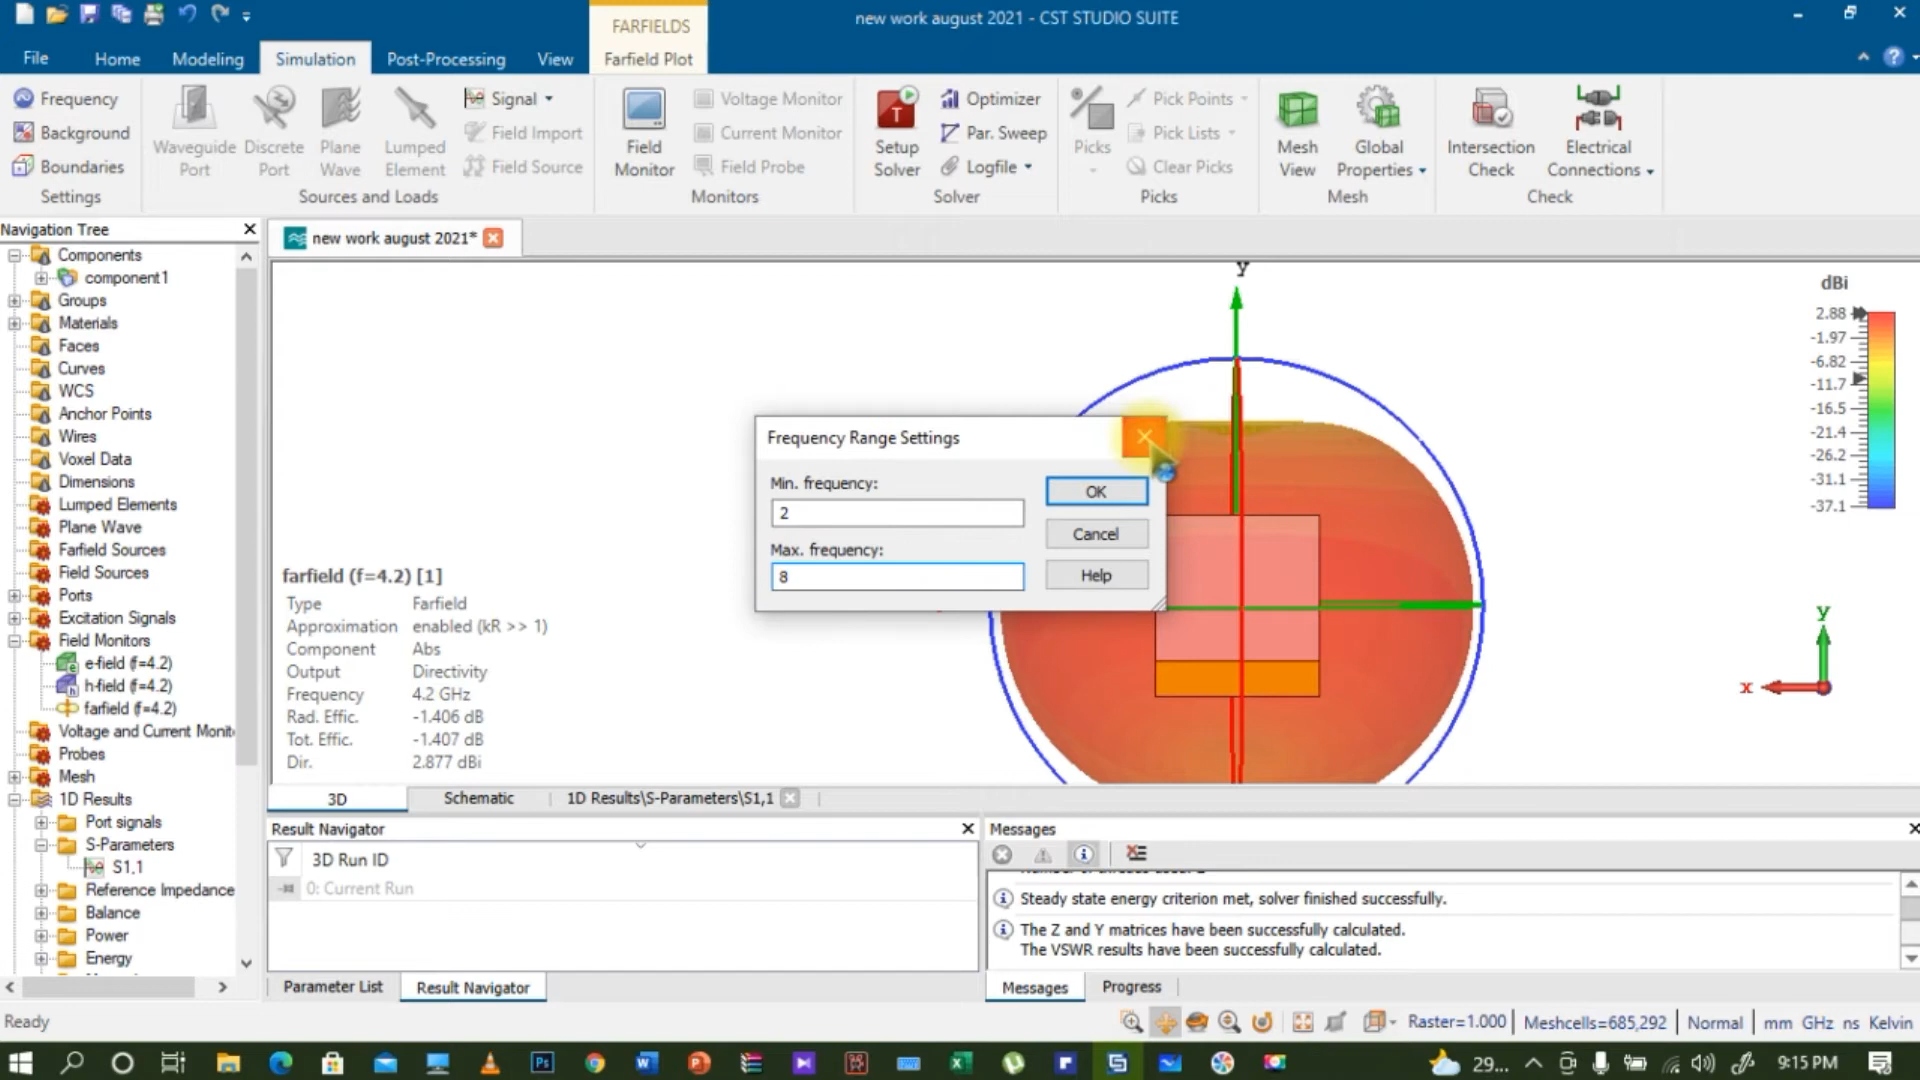 FARFIELDS
new work august 2021 - CST STUDIO SUITE
File
Home
Modeling
Simulation
Post-Processing
View
Farfield Plot
Frequency
Background
Boundaries
Settings
Waveguide
Port
Discrete
Port
Plane
Wave
Lumped
Element
Signal
Field Import
Field Source
Sources and Loads
Field
Monitor
Voltage Monitor
Current Monitor
Field Probe
Monitors
Setup
Solver
Optimizer
Par. Sweep
Logfile
Solver
Picks
Pick Points
Pick Lists
Clear Picks
Picks
Mesh
View
Global
Properties
Mesh
Intersection
Check
Electrical
Connections
Check
Navigation Tree
Components
component1
Groups
Materials
Faces
Curves
WCS
Anchor Points
Wires
Voxel Data
Dimensions
Lumped Elements
Plane Wave
Farfield Sources
Field Sources
Ports
Excitation Signals
Field Monitors
e-field (f=4.2)
h-field (f=4.2)
farfield (f=4.2)
Voltage and Current Monit
Probes
Mesh
1D Results
Port signals
S-Parameters
S1,1
Reference Impedance
Balance
Power
Energy
new work august 2021*
y
dBi
2.88
-1.97
-6.82
-11.7
-16.5
-21.4
-26.2
-31.1
-37.1
Frequency Range Settings
Min. frequency:
2
Max. frequency:
8
OK
Cancel
Help
farfield (f=4.2) [1]
Type Farfield
Approximation enabled (kR >> 1)
Component Abs
Output Directivity
Frequency 4.2 GHz
Rad. Effic. -1.406 dB
Tot. Effic. -1.407 dB
Dir. 2.877 dBi
y
x
3D
Schematic
1D Results\S-Parameters\S1,1
Result Navigator
3D Run ID
0: Current Run
Parameter List
Result Navigator
Messages
Steady state energy criterion met, solver finished successfully.
The Z and Y matrices have been successfully calculated.
The VSWR results have been successfully calculated.
Messages
Progress
Ready
Raster=1.000
Meshcells=685,292
Normal
mm GHz ns Kelvin
29...
9:15 PM